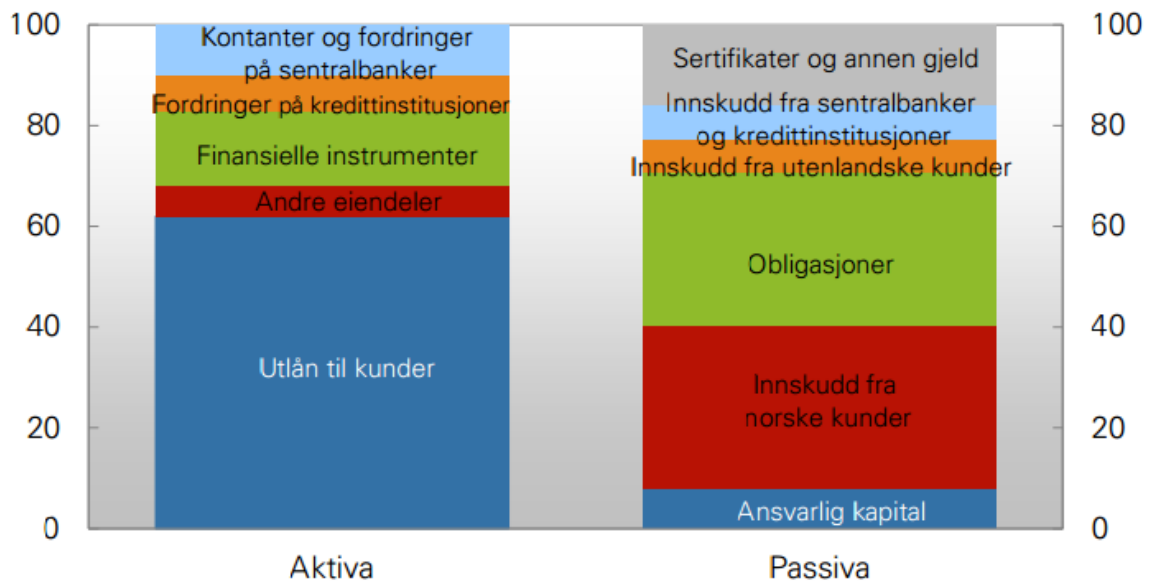 100
80
60
40
20
0
Kontanter og fordringer
på sentralbanker
Fordringer på kredittinstitusjoner
Finansielle instrumenter
Andre eiendeler
Utlån til kunder
Aktiva
Sertifikater og annen gjeld
Innskudd fra sentralbanker
og kredittinstitusjoner
Innskudd fra utenlandske kunder
Obligasjoner
Innskudd fra
norske kunder
Ansvarlig kapital
Passiva
100
80
60
40
20
0